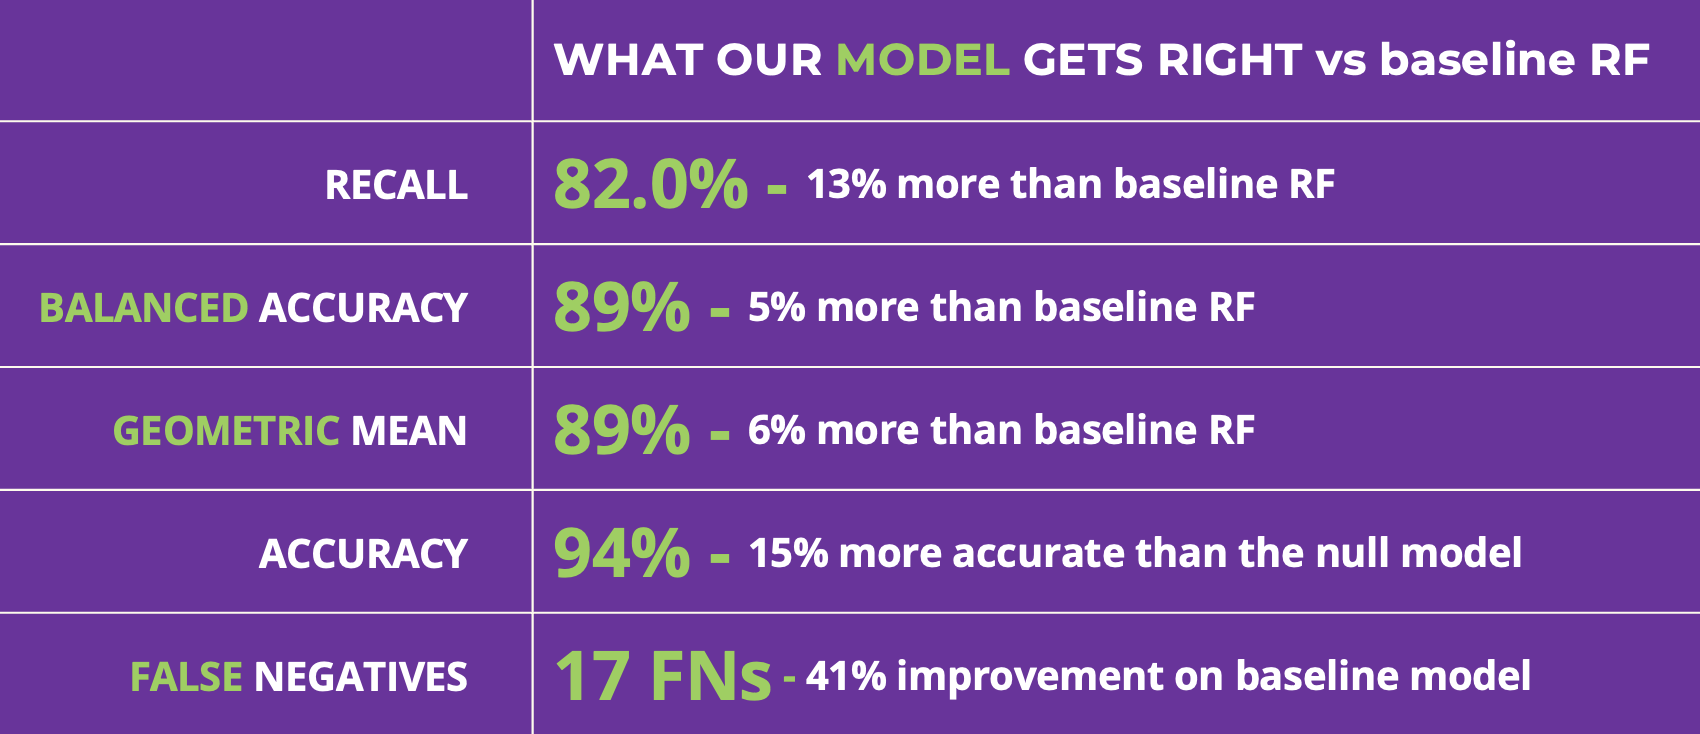 WHAT OUR MODEL GETS RIGHT vs baseline RF
RECALL
82.0% - 13% more than baseline RF
BALANCED ACCURACY
89% - 5% more than baseline RF
GEOMETRIC MEAN
89% - 6% more than baseline RF
ACCURACY
94% - 15% more accurate than the null model
FALSE NEGATIVES
17 FNs - 41% improvement on baseline model